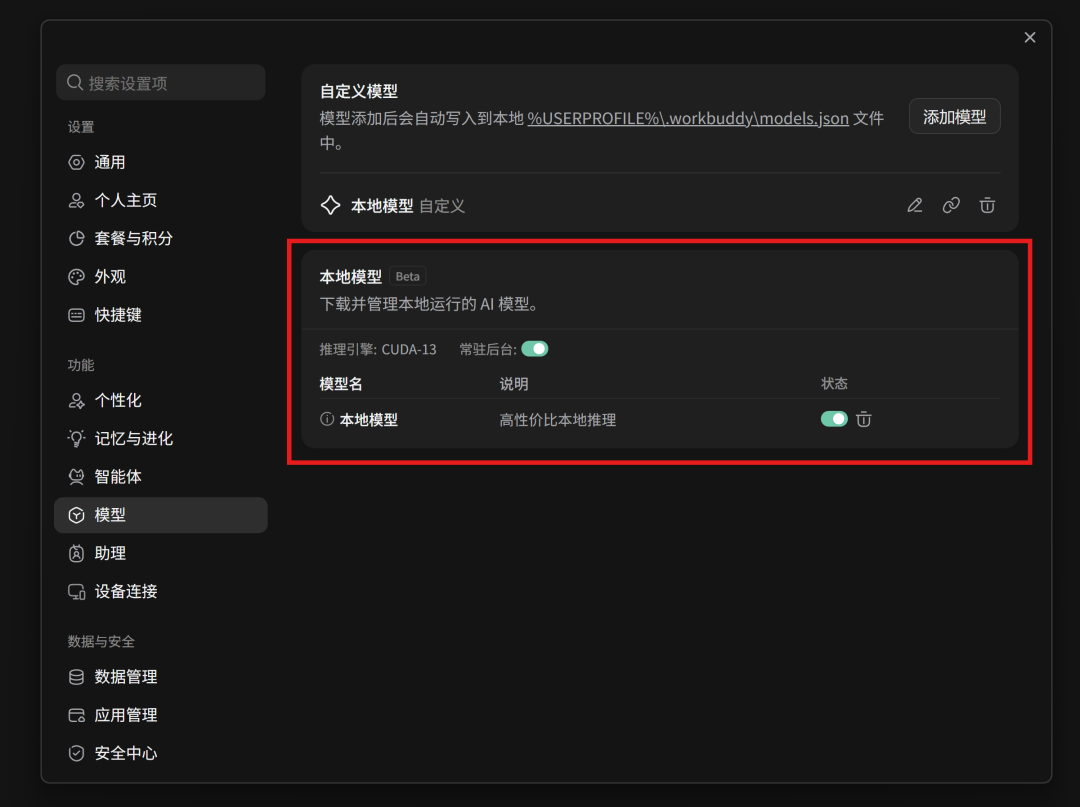 搜索设置项
设置
通用
个人主页
套餐与积分
外观
快捷键
功能
个性化
记忆与进化
智能体
模型
助理
设备连接
数据与安全
数据管理
应用管理
安全中心
自定义模型
模型添加后会自动写入到本地 %USERPROFILE%\.workbuddy\models.json 文件
中。
添加模型
本地模型 自定义
本地模型 Beta
下载并管理本地运行的 AI 模型。
推理引擎: CUDA-13 常驻后台:
模型名 说明 状态
本地模型 高性价比本地推理